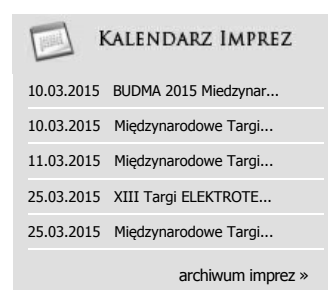 Kalendarz Imprez
10.03.2015 BUDMA 2015 Miedzynar...
10.03.2015 Międzynarodowe Targi...
11.03.2015 Międzynarodowe Targi...
25.03.2015 XIII Targi ELEKTROTE...
25.03.2015 Międzynarodowe Targi...
archiwum imprez »